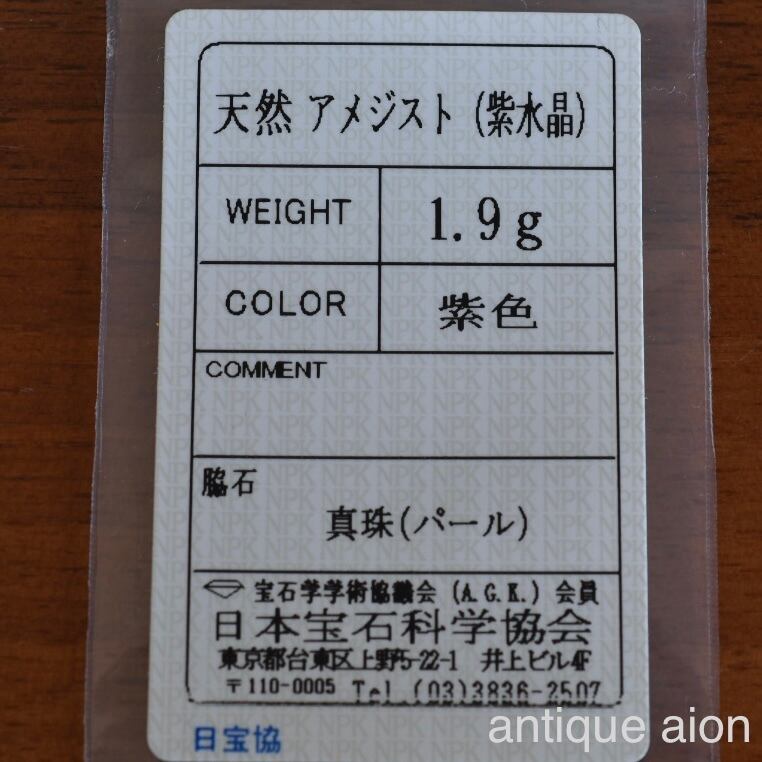 天然 アメジスト (紫水晶)
WEIGHT 1.9g
COLOR 紫色
COMMENT
脇石
真珠(パール)
宝石学学術協議会 (A.G.K.) 会員
日本宝石科学協会
東京都台東区上野5-22-1 井上ビル4F
〒110-0005 Tel.(03)3836-2507
日宝協
antique aion